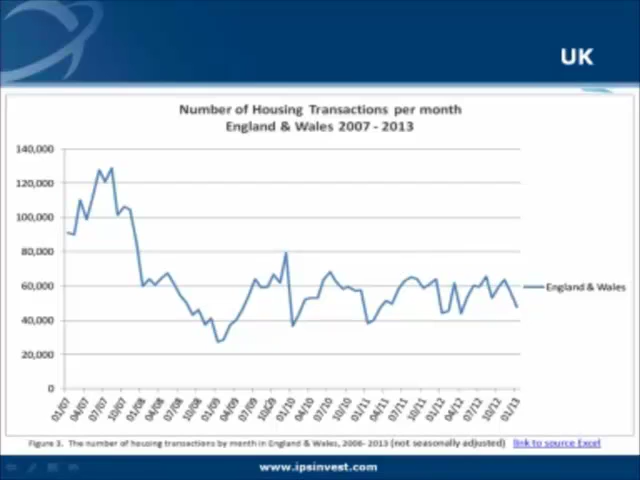 UK
Number of Housing Transactions per month
England & Wales 2007 - 2013
140,000
120,000
100,000
80,000
60,000
40,000
20,000
0
England & Wales
01/07 04/07 07/07 10/07 01/08 04/08 07/08 10/08 01/09 04/09 07/09 10/09 01/10 04/10 07/10 10/10 01/11 04/11 07/11 10/11 01/12 04/12 07/12 10/12 01/13
Figure 3. The number of housing transactions by month in England & Wales, 2006- 2013 (not seasonally adjusted) link to source Excel
www.ipsinvest.com